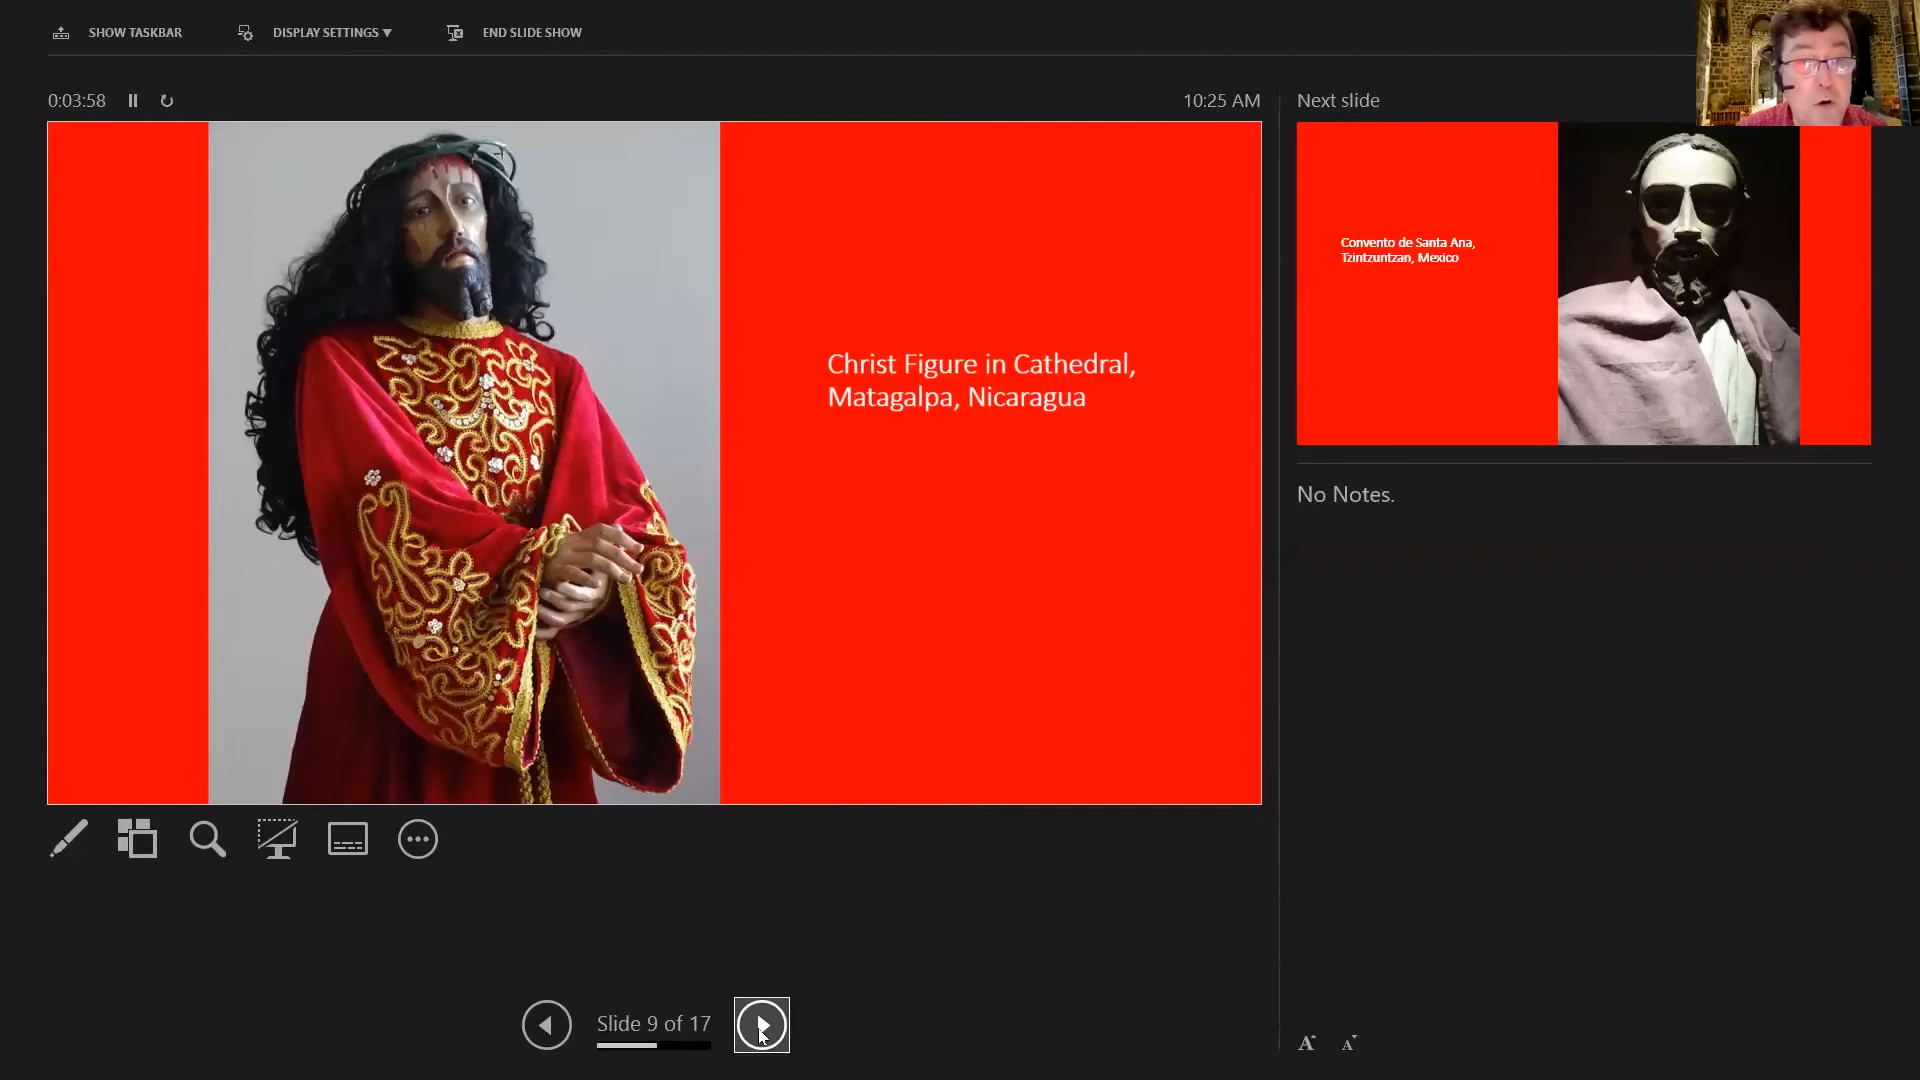 SHOW TASKBAR
DISPLAY SETTINGS ▼
END SLIDE SHOW
0:03:58
10:25 AM
Next slide
Christ Figure in Cathedral,
Matagalpa, Nicaragua
Convento de Santa Ana,
Tzintzuntzan, Mexico
No Notes.
Slide 9 of 17
A
A